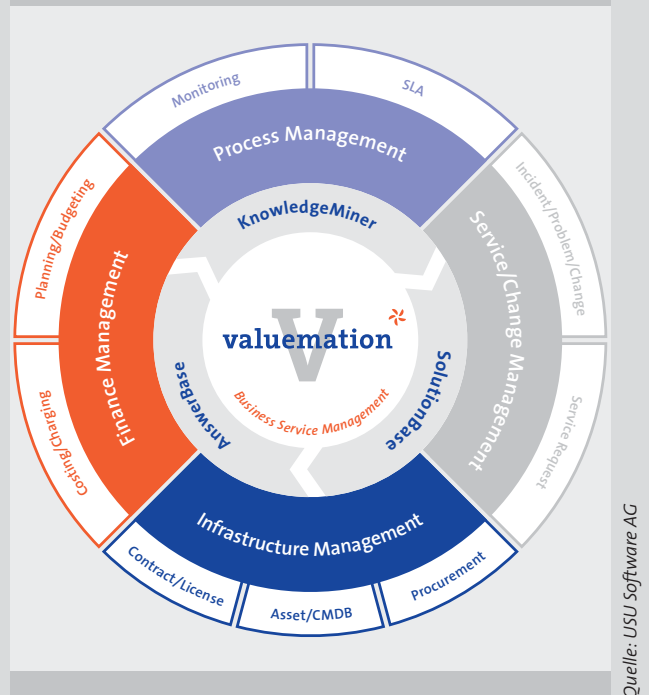 Monitoring
SLA
Process Management
Planning/Budgeting
Incident/Problem/Change
KnowledgeMiner
Finance Management
Service/Change Management
V
valuemation
Business Service Management
AnswerBase
SolutionBase
Costing/Charging
Service Request
Infrastructure Management
Contract/License
Asset/CMDB
Procurement
Quelle: USU Software AG